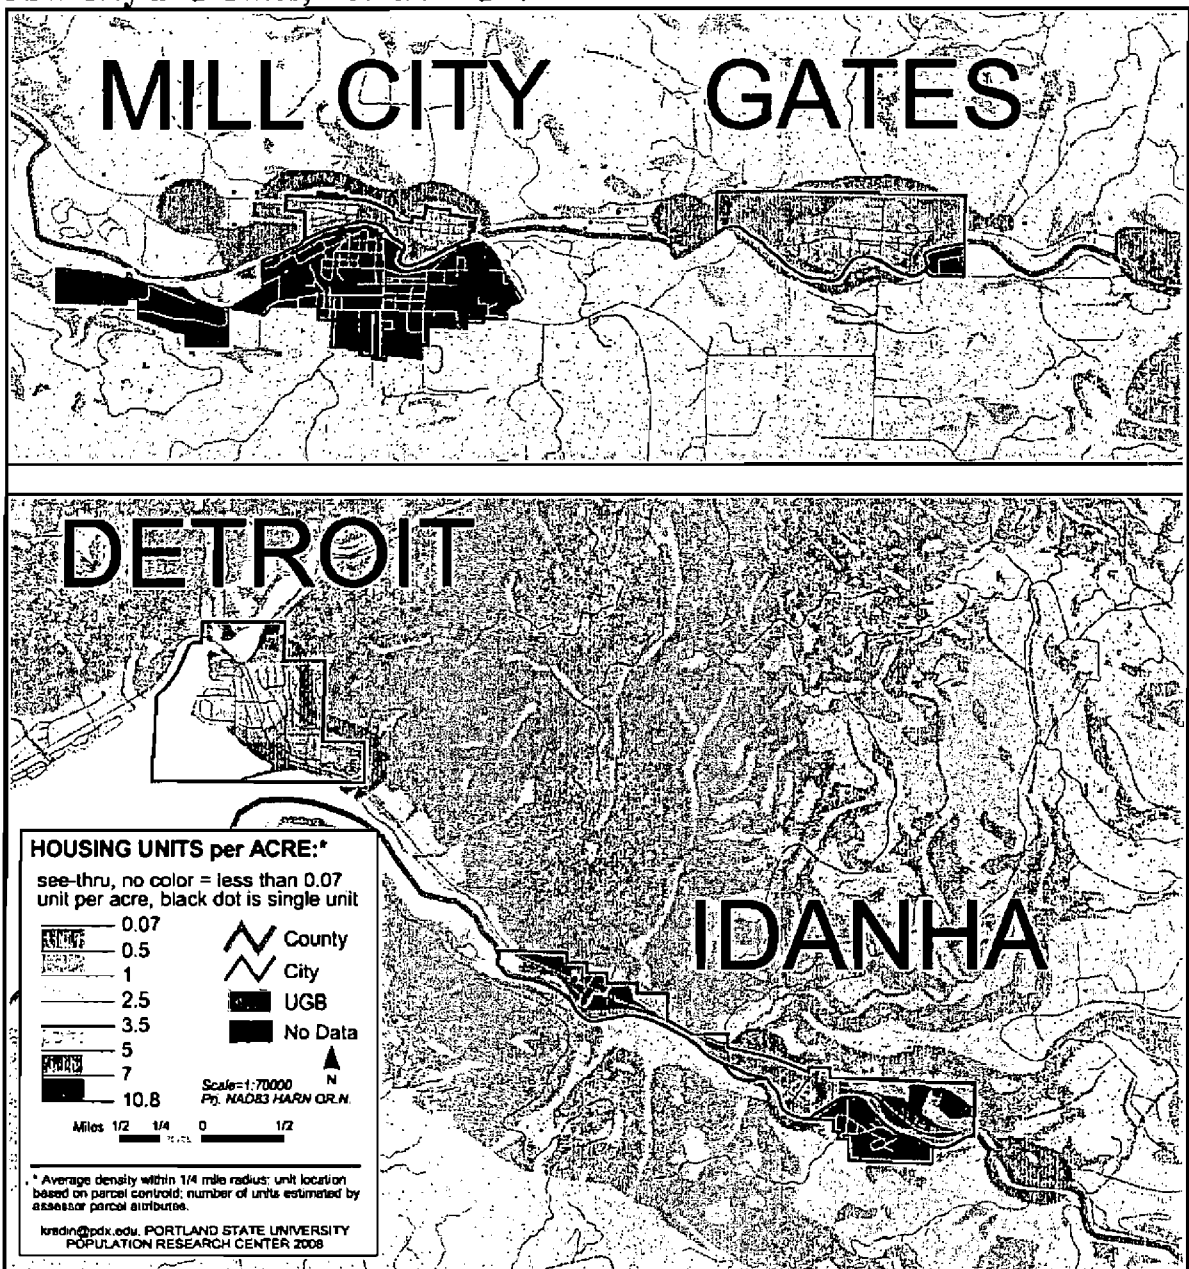 MILL CITY GATES
DETROIT
IDANHA
HOUSING UNITS per ACRE:*
see-thru, no color = less than 0.07
unit per acre, black dot is single unit
0.07
0.5
1
2.5
3.5
5
7
10.8
County
City
UGB
No Data
N
Scale=1:70000
Prj. NAD83 HARN OR.N.
Miles 1/2 1/4 0 1/2
* Average density within 1/4 mile radius; unit location
based on parcel centroid; number of units estimated by
assessor parcel attributes.
PORTLAND STATE UNIVERSITY
POPULATION RESEARCH CENTER 2008